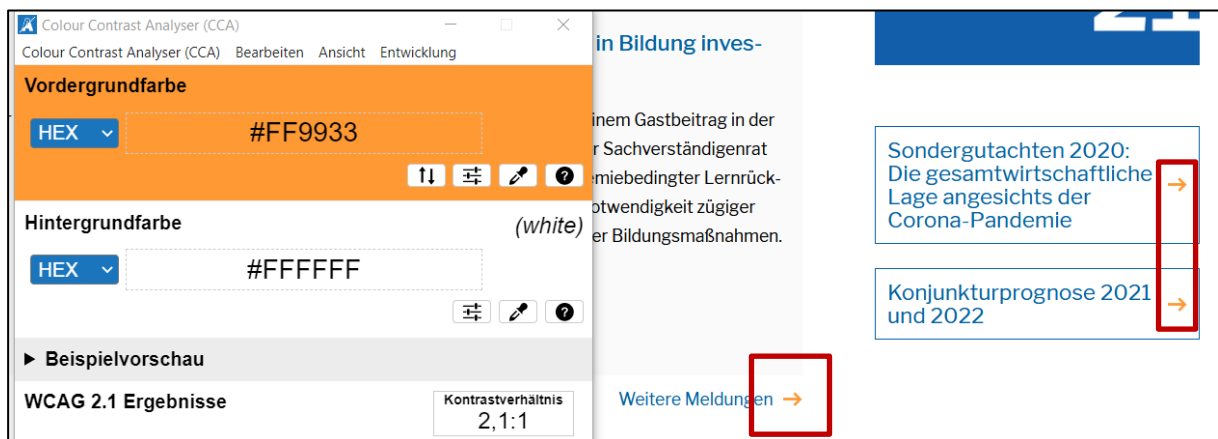 Colour Contrast Analyser (CCA)
Colour Contrast Analyser (CCA) Bearbeiten Ansicht Entwicklung
Vordergrundfarbe
HEX #FF9933
Hintergrundfarbe (white)
HEX #FFFFFF
Beispielvorschau
WCAG 2.1 Ergebnisse
Kontrastverhältnis
2,1:1
in Bildung inves-
inem Gastbeitrag in der
r Sachverständigenrat
miebedingter Lernrück-
otwendigkeit zügiger
er Bildungsmaßnahmen.
Weitere Meldungen →
21
Sondergutachten 2020:
Die gesamtwirtschaftliche
Lage angesichts der
Corona-Pandemie
→
Konjunkturprognose 2021
und 2022
→